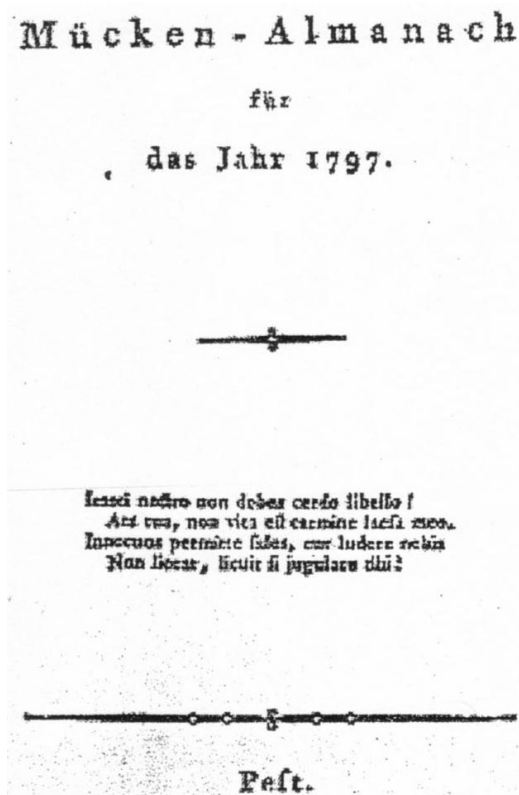 Mücken-Almanach
für
das Jahr 1797.
Irasci noſtro non debes cerdo libello!
Ars tua, non vita eſt carmine laeſa meo.
Innocuos permitte ſales, cur ludere nobis
Non liceat, licuit ſi jugulare tibi?
Peſt.